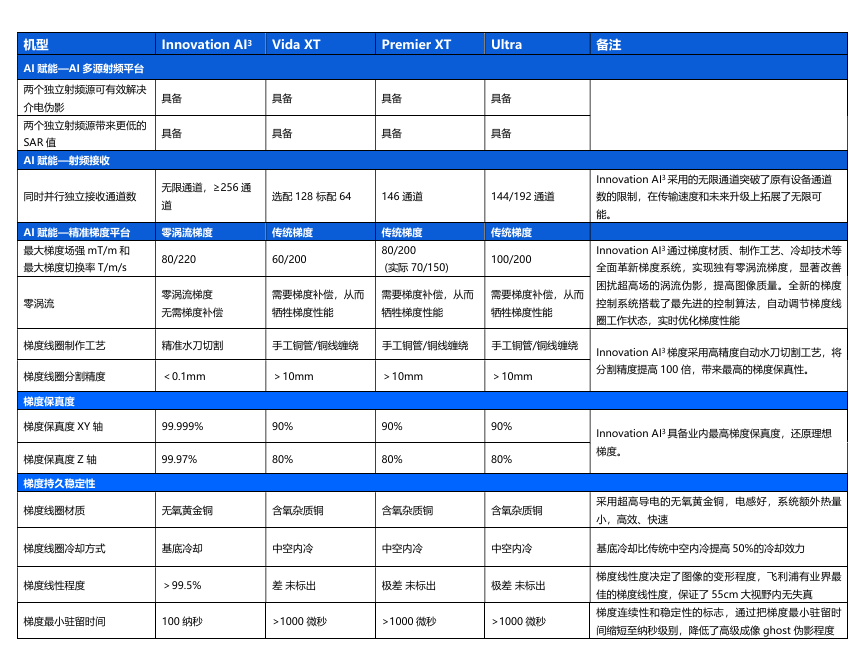 机型 Innovation AI³ Vida XT Premier XT Ultra 备注
AI 赋能—AI 多源射频平台
两个独立射频源可有效解决
介电伪影
具备 具备 具备 具备
两个独立射频源带来更低的
SAR 值
具备 具备 具备 具备
AI 赋能—射频接收
同时并行独立接收通道数
无限通道，≥256 通
道
选配 128 标配 64
146 通道
144/192 通道
Innovation AI³ 采用的无限通道突破了原有设备通道
数的限制，在传输速度和未来升级上拓展了无限可
能。
AI 赋能—精准梯度平台 零涡流梯度 传统梯度 传统梯度 传统梯度
最大梯度场强 mT/m 和
最大梯度切换率 T/m/s
80/220
60/200
80/200
(实际 70/150)
100/200
Innovation AI³ 通过梯度材质、制作工艺、冷却技术等
全面革新梯度系统，实现独有零涡流梯度，显著改善
困扰超高场的涡流伪影，提高图像质量。全新的梯度
控制系统搭载了最先进的控制算法，自动调节梯度线
圈工作状态，实时优化梯度性能
零涡流
零涡流梯度
无需梯度补偿
需要梯度补偿，从而
牺牲梯度性能
需要梯度补偿，从而
牺牲梯度性能
需要梯度补偿，从而
牺牲梯度性能
梯度线圈制作工艺 精准水刀切割 手工铜管/铜线缠绕 手工铜管/铜线缠绕 手工铜管/铜线缠绕
Innovation AI³ 梯度采用高精度自动水刀切割工艺，将
分割精度提高 100 倍，带来最高的梯度保真性。
梯度线圈分割精度 ＜0.1mm ＞10mm ＞10mm ＞10mm
梯度保真度
梯度保真度 XY 轴 99.999% 90% 90% 90%
Innovation AI³ 具备业内最高梯度保真度，还原理想
梯度。
梯度保真度 Z 轴 99.97% 80% 80% 80%
梯度持久稳定性
梯度线圈材质 无氧黄金铜 含氧杂质铜 含氧杂质铜 含氧杂质铜
采用超高导电的无氧黄金铜，电感好，系统额外热量
小，高效、快速
梯度线圈冷却方式 基底冷却 中空内冷 中空内冷 中空内冷 基底冷却比传统中空内冷提高 50%的冷却效力
梯度线性程度 ＞99.5% 差 未标出 极差 未标出 极差 未标出
梯度线性度决定了图像的变形程度，飞利浦有业界最
佳的梯度线性度，保证了 55cm 大视野内无失真
梯度最小驻留时间 100 纳秒 >1000 微秒 >1000 微秒 >1000 微秒
梯度连续性和稳定性的标志，通过把梯度最小驻留时
间缩短至纳秒级别，降低了高级成像 ghost 伪影程度